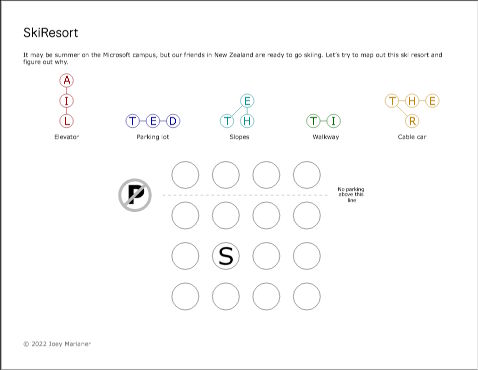 SkiResort
It may be summer on the Microsoft campus, but our friends in New Zealand are ready to go skiing. Let's try to map out this ski resort and
figure out why.
A
I
L
Elevator
T E D
Parking lot
E
T H
Slopes
T I
Walkway
T H E
R
Cable car
P
No parking
above this
line
S
© 2022 Joey Marianer